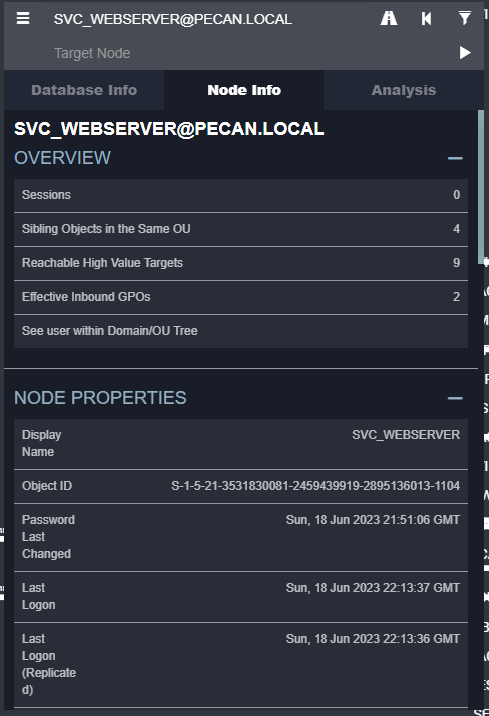 SVC_WEBSERVER@PECAN.LOCAL
Target Node
Database Info Node Info Analysis
SVC_WEBSERVER@PECAN.LOCAL
OVERVIEW
Sessions 0
Sibling Objects in the Same OU 4
Reachable High Value Targets 9
Effective Inbound GPOs 2
See user within Domain/OU Tree
NODE PROPERTIES
Display SVC_WEBSERVER
Name
Object ID S-1-5-21-3531830081-2459439919-2895136013-1104
Password Sun, 18 Jun 2023 21:51:06 GMT
Last
Changed
Last Sun, 18 Jun 2023 22:13:37 GMT
Logon
Last Sun, 18 Jun 2023 22:13:36 GMT
Logon
(Replicate
d)